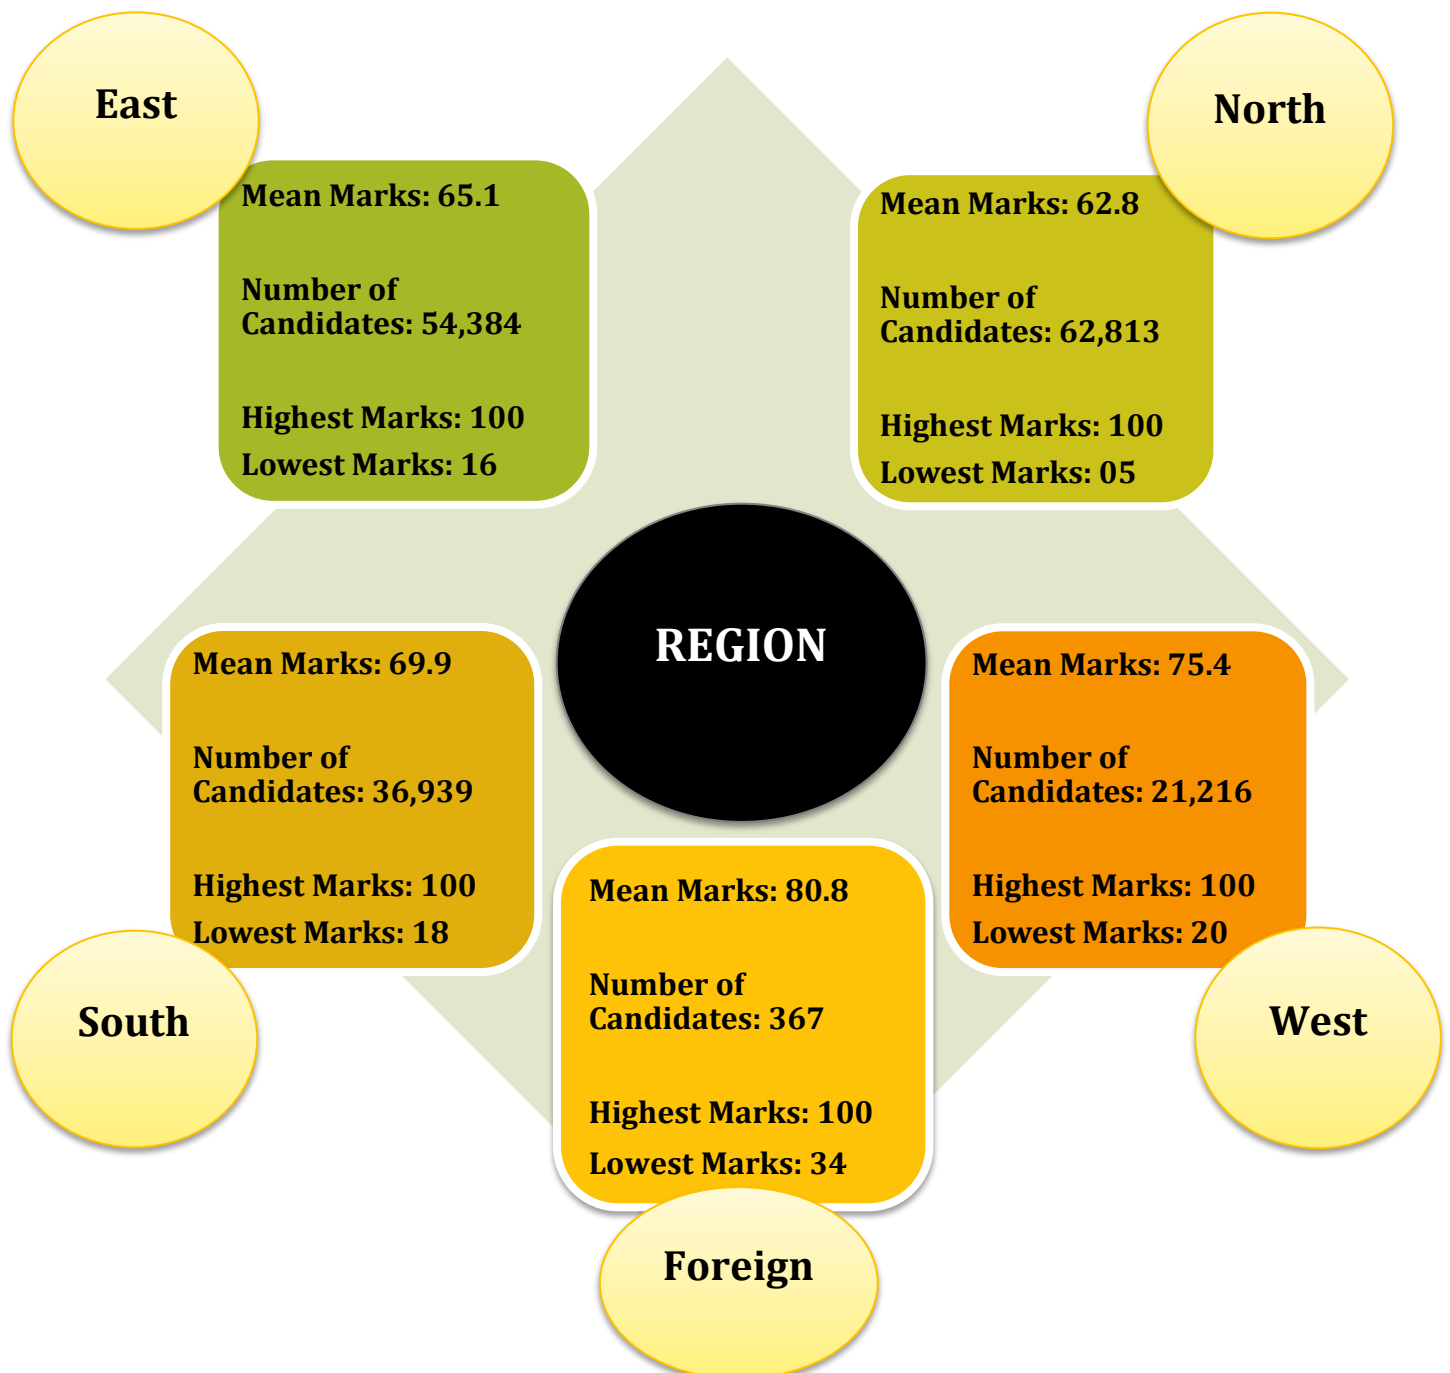 East
Mean Marks: 65.1
Number of
Candidates: 54,384
Highest Marks: 100
Lowest Marks: 16
North
Mean Marks: 62.8
Number of
Candidates: 62,813
Highest Marks: 100
Lowest Marks: 05
REGION
Mean Marks: 69.9
Number of
Candidates: 36,939
Highest Marks: 100
Lowest Marks: 18
South
Mean Marks: 75.4
Number of
Candidates: 21,216
Highest Marks: 100
Lowest Marks: 20
West
Mean Marks: 80.8
Number of
Candidates: 367
Highest Marks: 100
Lowest Marks: 34
Foreign